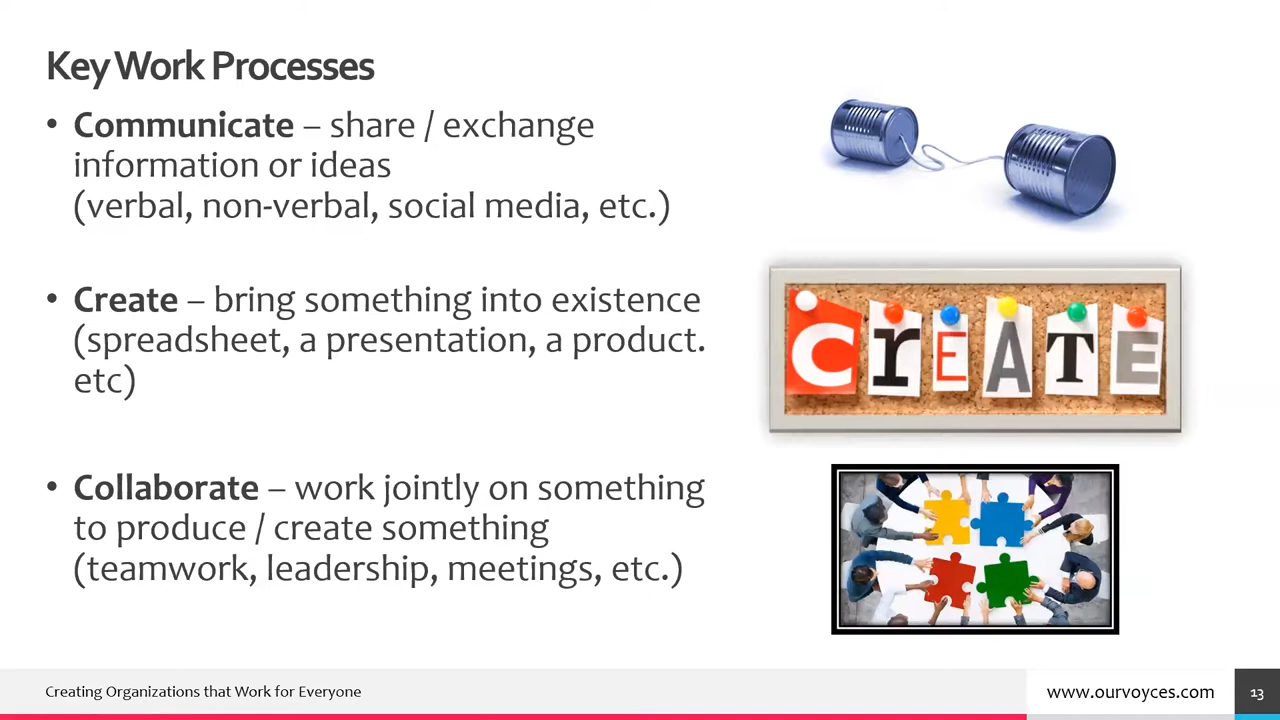 Key Work Processes
• Communicate – share / exchange
information or ideas
(verbal, non-verbal, social media, etc.)
• Create – bring something into existence
(spreadsheet, a presentation, a product.
etc)
CrEATE
• Collaborate – work jointly on something
to produce / create something
(teamwork, leadership, meetings, etc.)
Creating Organizations that Work for Everyone
www.ourvoyces.com
13